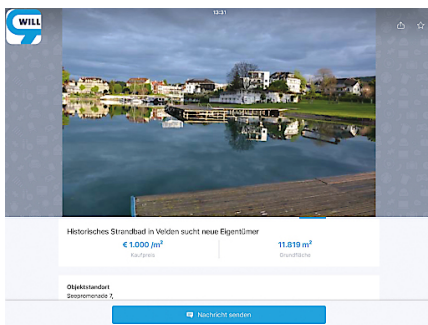 13:31
WILL
Historisches Strandbad in Velden sucht neue Eigentümer
€ 1.000 /m²
11.819 m²
Kaufpreis
Grundfläche
Objektstandort
Seepromenade 7,
Nachricht senden